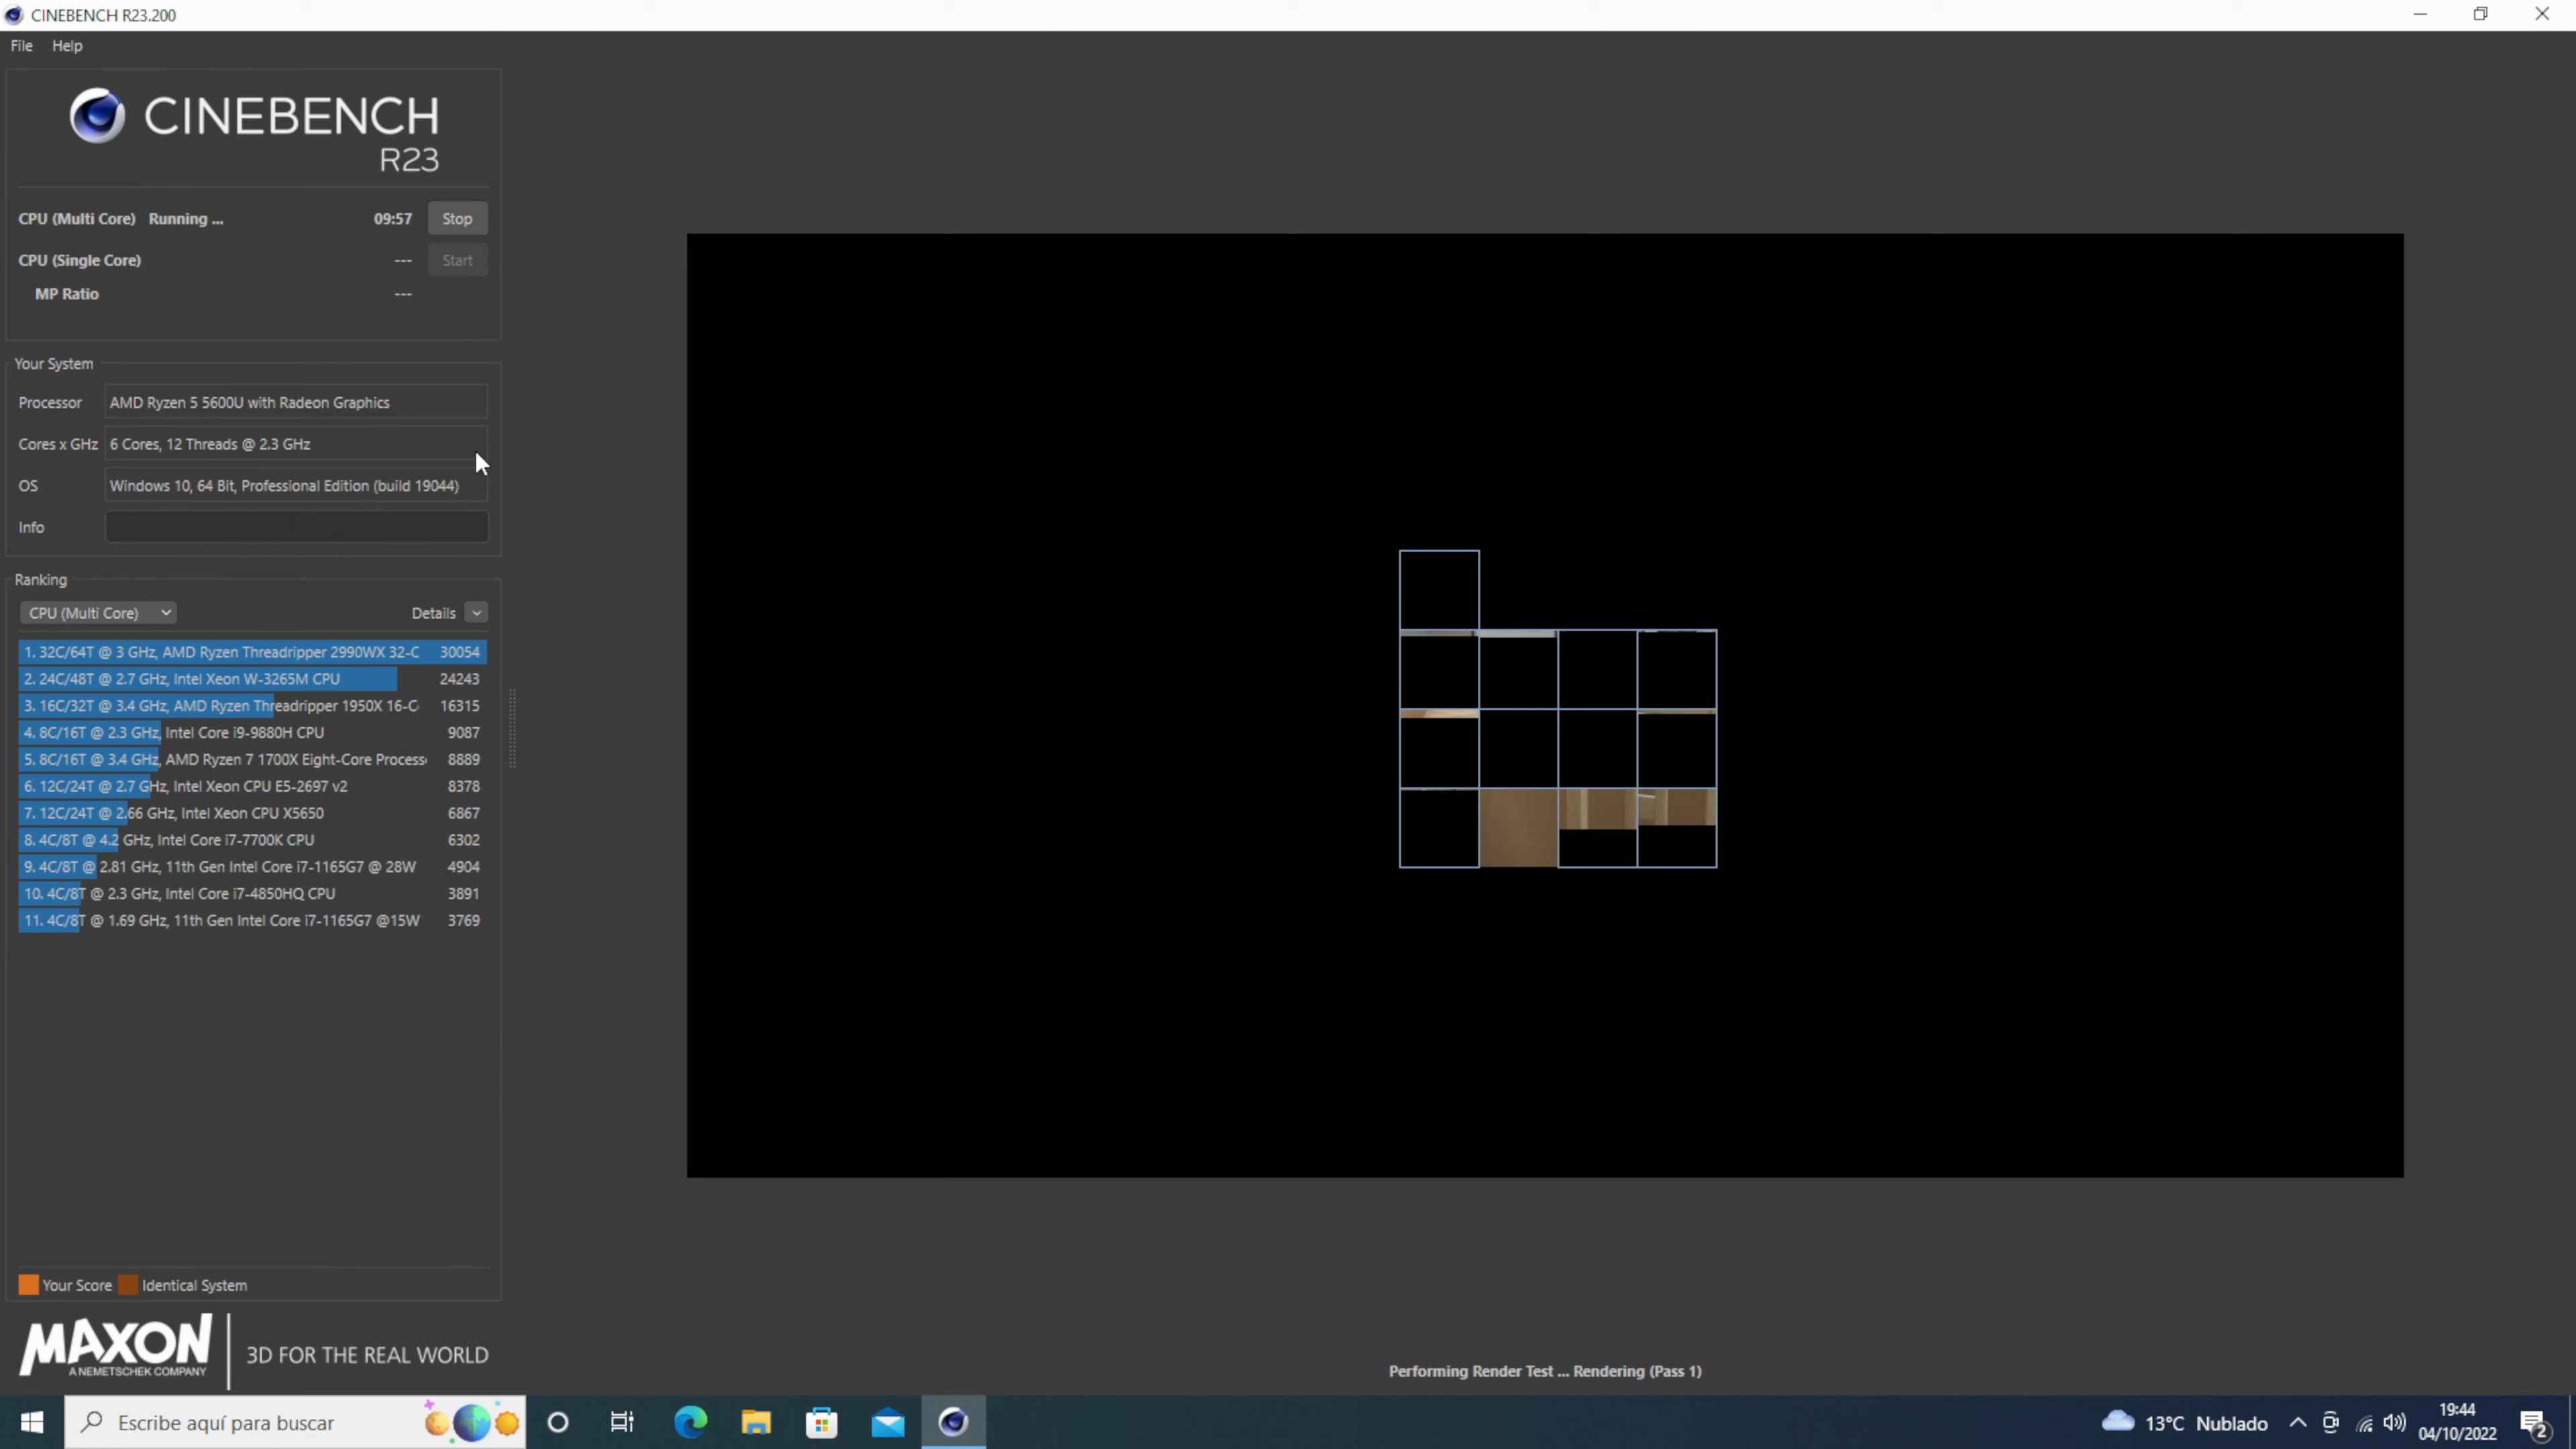 CINEBENCH R23.200
File Help
CINEBENCH
R23
CPU (Multi Core) Running ... 09:57 Stop
CPU (Single Core) --- Start
MP Ratio ---
Your System
Processor AMD Ryzen 5 5600U with Radeon Graphics
Cores x GHz 6 Cores, 12 Threads @ 2.3 GHz
OS Windows 10, 64 Bit, Professional Edition (build 19044)
Info
Ranking
CPU (Multi Core) Details
1. 32C/64T @ 3 GHz, AMD Ryzen Threadripper 2990WX 32-C 30054
2. 24C/48T @ 2.7 GHz, Intel Xeon W-3265M CPU 24243
3. 16C/32T @ 3.4 GHz, AMD Ryzen Threadripper 1950X 16-C 16315
4. 8C/16T @ 2.3 GHz, Intel Core i9-9880H CPU 9087
5. 8C/16T @ 3.4 GHz, AMD Ryzen 7 1700X Eight-Core Process 8889
6. 12C/24T @ 2.7 GHz, Intel Xeon CPU E5-2697 v2 8378
7. 12C/24T @ 2.66 GHz, Intel Xeon CPU X5650 6867
8. 4C/8T @ 4.2 GHz, Intel Core i7-7700K CPU 6302
9. 4C/8T @ 2.81 GHz, 11th Gen Intel Core i7-1165G7 @ 28W 4904
10. 4C/8T @ 2.3 GHz, Intel Core i7-4850HQ CPU 3891
11. 4C/8T @ 1.69 GHz, 11th Gen Intel Core i7-1165G7 @15W 3769
Your Score Identical System
MAXON
A NEMETSCHEK COMPANY
3D FOR THE REAL WORLD
Performing Render Test ... Rendering (Pass 1)
Escribe aquí para buscar
13°C Nublado
19:44
04/10/2022
2